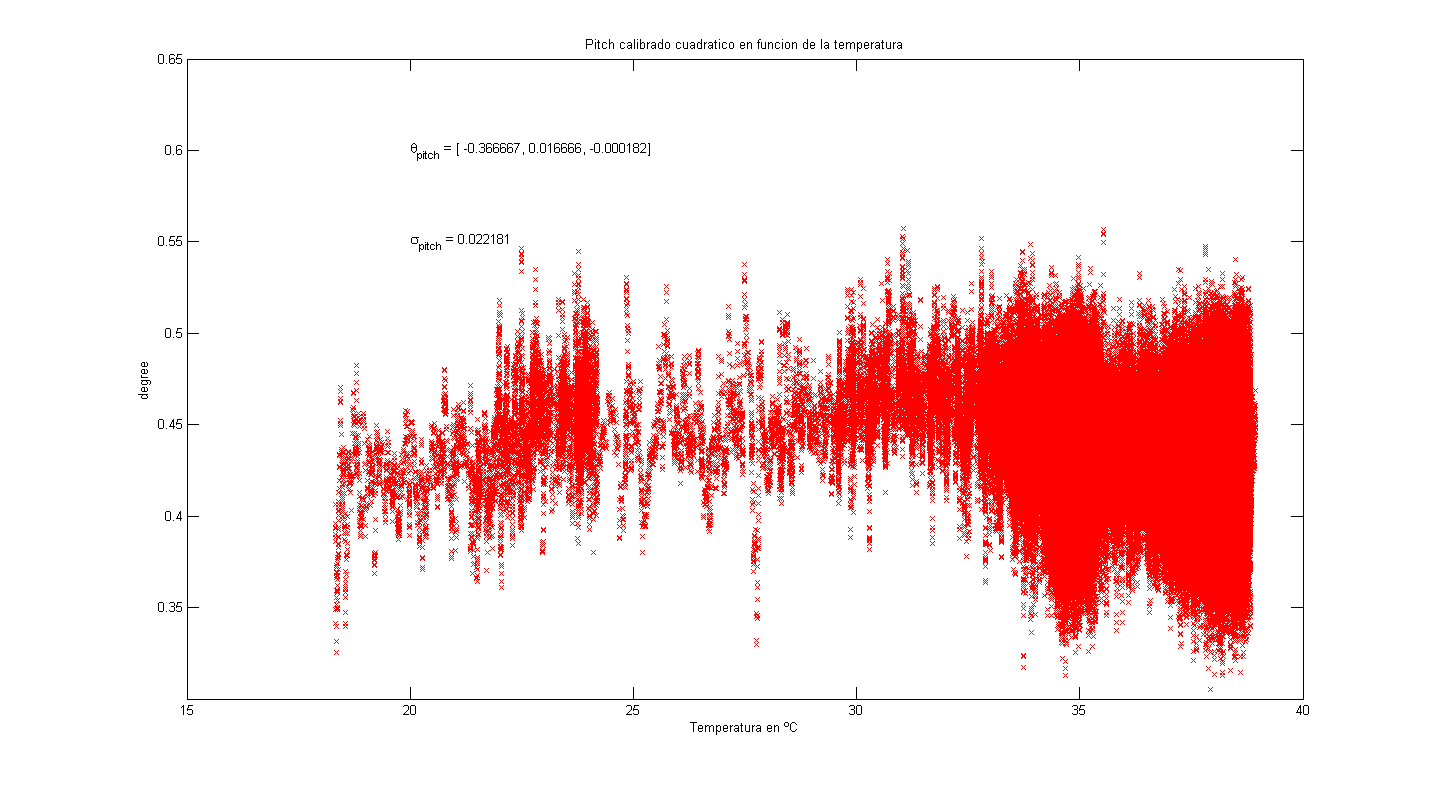 Pitch calibrado cuadratico en funcion de la temperatura
0.65
0.6
0.55
0.5
0.45
0.4
0.35
degree
θpitch = [ -0.366667, 0.016666, -0.000182]
σpitch = 0.022181
15 20 25 30 35 40
Temperatura en ºC